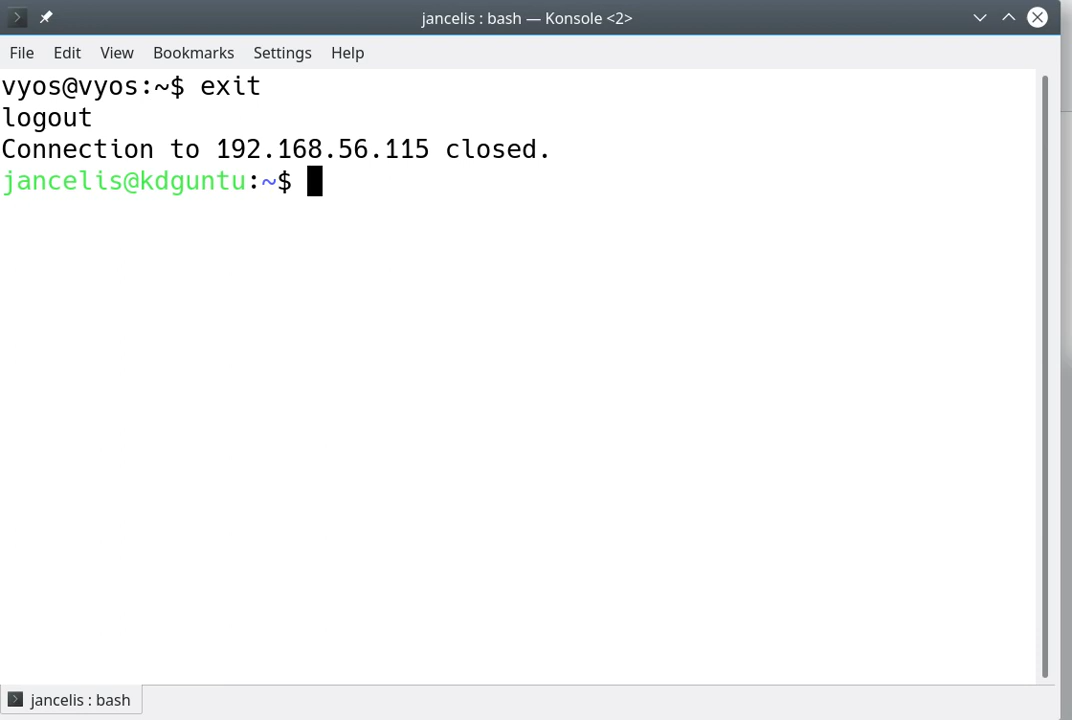 jancelis : bash — Konsole <2>
File Edit View Bookmarks Settings Help
vyos@vyos:~$ exit
logout
Connection to 192.168.56.115 closed.
jancelis@kdguntu:~$
jancelis : bash